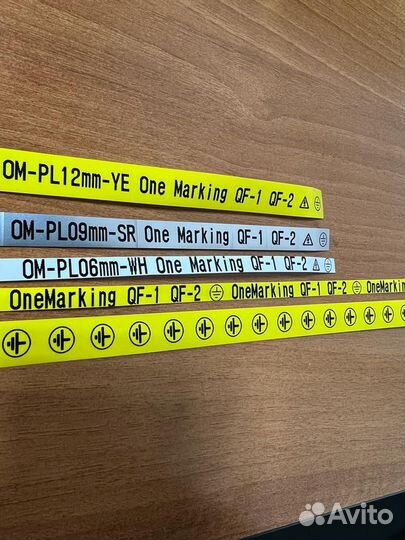 OM-PL12mm-YE One Marking QF-1 QF-2
OM-PL09mm-SR One Marking QF-1 QF-2
OM-PL06mm-WH One Marking QF-1 QF-2
OneMarking QF-1 QF-2 OneMarking QF-1 QF-2 OneMarkin
Avito